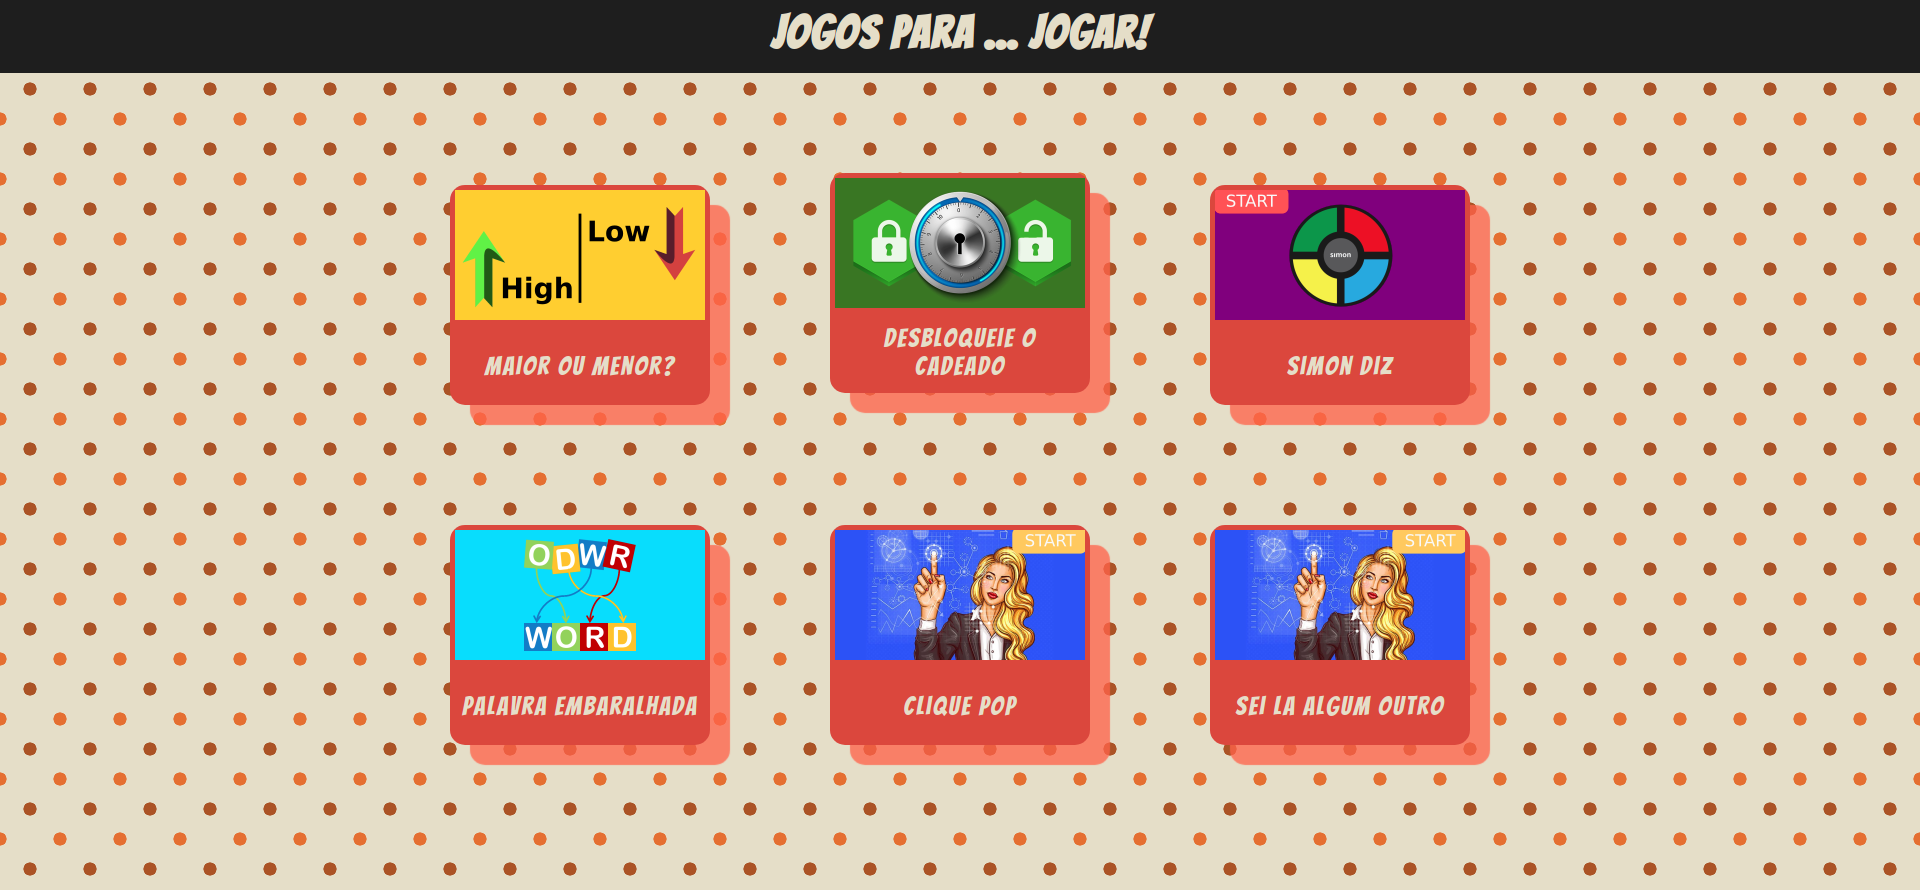 JOGOS PARA ... JOGAR!
Low
High
MAIOR OU MENOR?
DESBLOQUEIE O
CADEADO
START
simon
SIMON DIZ
ODWR
WORD
PALAVRA EMBARALHADA
START
CLIQUE POP
START
SEI LA ALGUM OUTRO